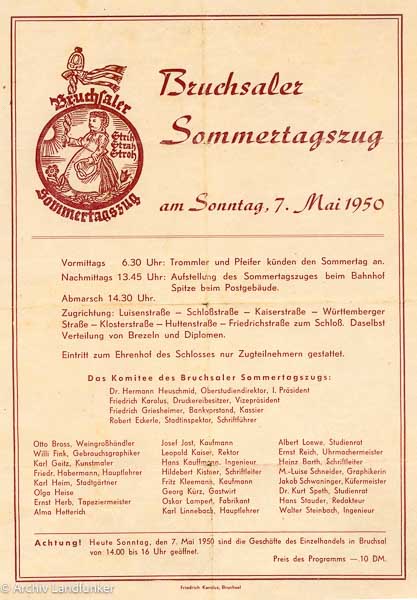 Bruchsaler
Strih
Strah
Stroh
Sommertagszug
Bruchsaler
Sommertagszug
am Sonntag, 7. Mai 1950
Vormittags 6.30 Uhr: Trommler und Pfeifer künden den Sommertag an.
Nachmittags 13.45 Uhr: Aufstellung des Sommertagszuges beim Bahnhof
Spitze beim Postgebäude.
Abmarsch 14.30 Uhr.
Zugrichtung: Luisenstraße – Schloßstraße – Kaiserstraße – Württemberger
Straße – Klosterstraße – Huttenstraße – Friedrichstraße zum Schloß. Daselbst
Verteilung von Brezeln und Diplomen.
Eintritt zum Ehrenhof des Schlosses nur Zugteilnehmern gestattet.
Das Komitee des Bruchsaler Sommertagszugs:
Dr. Hermann Heuschmid, Oberstudiendirektor, I. Präsident
Friedrich Karolus, Druckereibesitzer, Vizepräsident
Friedrich Griesheimer, Bankvorstand, Kassier
Robert Eckerle, Stadtinspektor, Schriftführer
Otto Bross, Weingroßhändler
Willi Fink, Gebrauchsgraphiker
Karl Geitz, Kunstmaler
Friedr. Habermann, Hauptlehrer
Karl Heim, Stadtgärtner
Olga Heise
Ernst Herb, Tapeziermeister
Alma Hetterich
Josef Jost, Kaufmann
Leopold Kaiser, Rektor
Hans Kauffmann, Ingenieur
Hildebert Kistner, Schriftleiter
Fritz Kleemann, Kaufmann
Georg Kürz, Gastwirt
Oskar Lampert, Fabrikant
Karl Linnebach, Hauptlehrer
Albert Loewe, Studienrat
Ernst Reich, Uhrmachermeister
Heinz Barth, Schriftleiter
M.-Luise Schneider, Graphikerin
Jakob Schwaninger, Küfermeister
Dr. Kurt Speth, Studienrat
Hans Stauder, Redakteur
Walter Steinbach, Ingenieur
Achtung! Heute Sonntag, den 7. Mai 1950 sind die Geschäfte des Einzelhandels in Bruchsal
von 14.00 bis 16 Uhr geöffnet.
Preis des Programms –.10 DM.
Friedrich Karolus, Bruchsal
© Archiv Landfunker